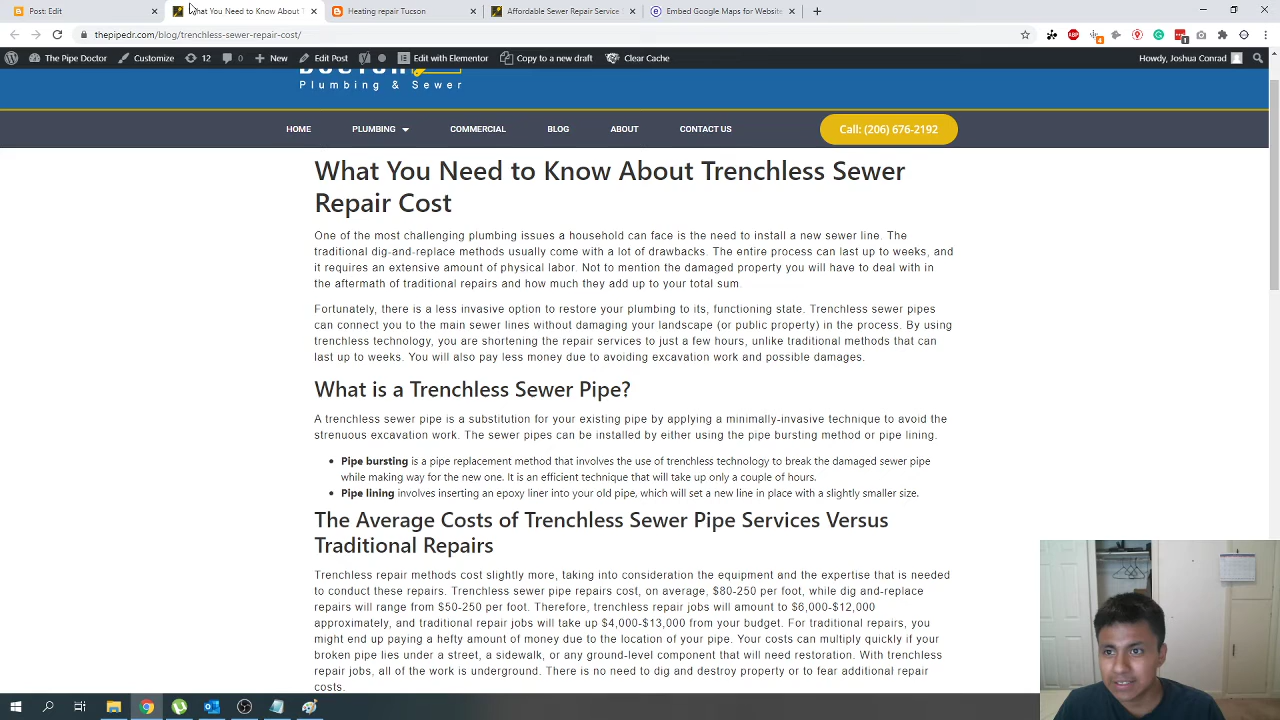 Post: Edit
What You Need to Know About T
Heating repair Tucson
Affordable Sewer Repair Service
Embed Google Maps for Website
thepipedr.com/blog/trenchless-sewer-repair-cost/
The Pipe Doctor
Customize
12
0
New
Edit Post
Edit with Elementor
Copy to a new draft
Clear Cache
Howdy, Joshua Conrad
DOCTOR
Plumbing & Sewer
HOME
PLUMBING
COMMERCIAL
BLOG
ABOUT
CONTACT US
Call: (206) 676-2192
What You Need to Know About Trenchless Sewer
Repair Cost
One of the most challenging plumbing issues a household can face is the need to install a new sewer line. The
traditional dig-and-replace methods usually come with a lot of drawbacks. The entire process can last up to weeks, and
it requires an extensive amount of physical labor. Not to mention the damaged property you will have to deal with in
the aftermath of traditional repairs and how much they add up to your total sum.
Fortunately, there is a less invasive option to restore your plumbing to its, functioning state. Trenchless sewer pipes
can connect you to the main sewer lines without damaging your landscape (or public property) in the process. By using
trenchless technology, you are shortening the repair services to just a few hours, unlike traditional methods that can
last up to weeks. You will also pay less money due to avoiding excavation work and possible damages.
What is a Trenchless Sewer Pipe?
A trenchless sewer pipe is a substitution for your existing pipe by applying a minimally-invasive technique to avoid the
strenuous excavation work. The sewer pipes can be installed by either using the pipe bursting method or pipe lining.
• Pipe bursting is a pipe replacement method that involves the use of trenchless technology to break the damaged sewer pipe
while making way for the new one. It is an efficient technique that will take up only a couple of hours.
• Pipe lining involves inserting an epoxy liner into your old pipe, which will set a new line in place with a slightly smaller size.
The Average Costs of Trenchless Sewer Pipe Services Versus
Traditional Repairs
Trenchless repair methods cost slightly more, taking into consideration the equipment and the expertise that is needed
to conduct these repairs. Trenchless sewer pipe repairs cost, on average, $80-250 per foot, while dig and-replace
repairs will range from $50-250 per foot. Therefore, trenchless repair jobs will amount to $6,000-$12,000
approximately, and traditional repair jobs will take up $4,000-$13,000 from your budget. For traditional repairs, you
might end up paying a hefty amount of money due to the location of your pipe. Your costs can multiply quickly if your
broken pipe lies under a street, a sidewalk, or any ground-level component that will need restoration. With trenchless
repair jobs, all of the work is underground. There is no need to dig and destroy property or to fear additional repair
costs.